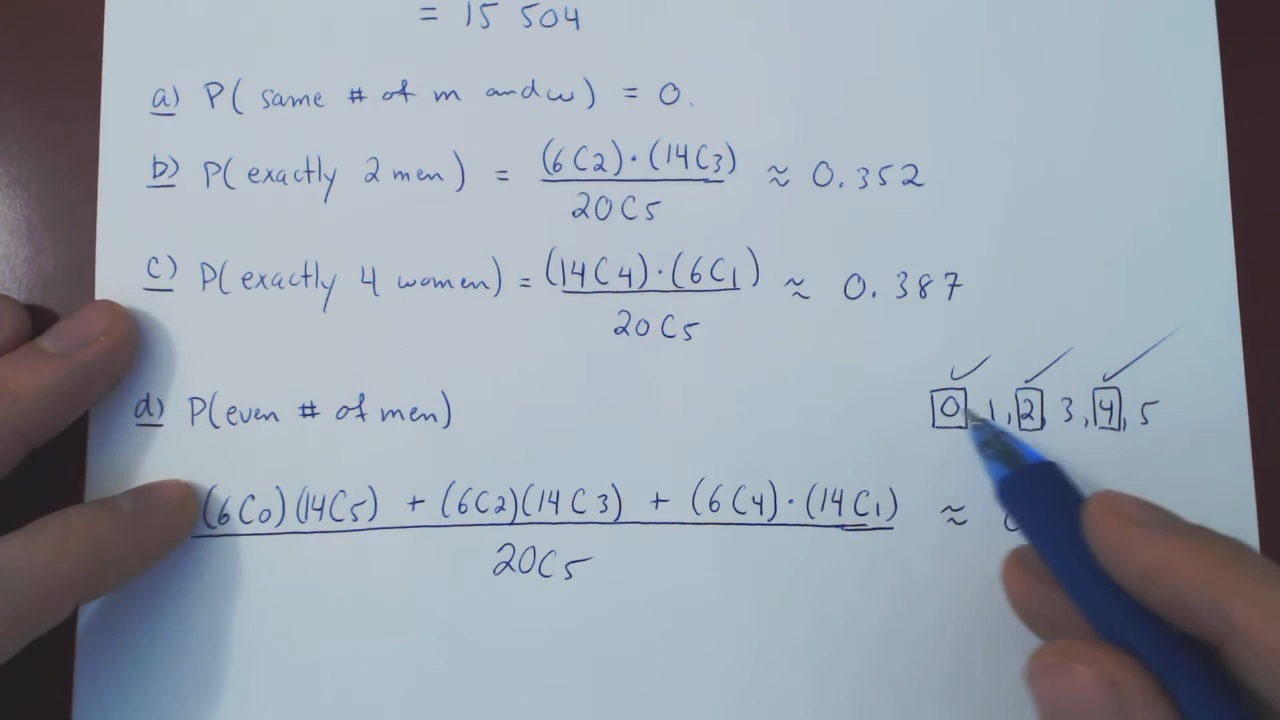 = 15 504
a) P( same # of m and w) = 0.
b) P( exactly 2 men) = (6C2)·(14C3) / 20C5 ≈ 0.352
c) P( exactly 4 women) = (14C4)·(6C1) / 20C5 ≈ 0.387
d) P(even # of men) 0, 1, 2, 3, 4, 5
(6C0)(14C5) + (6C2)(14C3) + (6C4)·(14C1) ≈
20C5